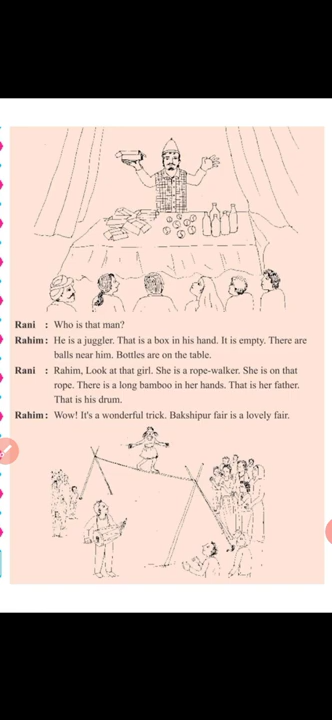 Rani : Who is that man?
Rahim: He is a juggler. That is a box in his hand. It is empty. There are
balls near him. Bottles are on the table.
Rani : Rahim, Look at that girl. She is a rope-walker. She is on that
rope. There is a long bamboo in her hands. That is her father.
That is his drum.
Rahim: Wow! It's a wonderful trick. Bakshipur fair is a lovely fair.